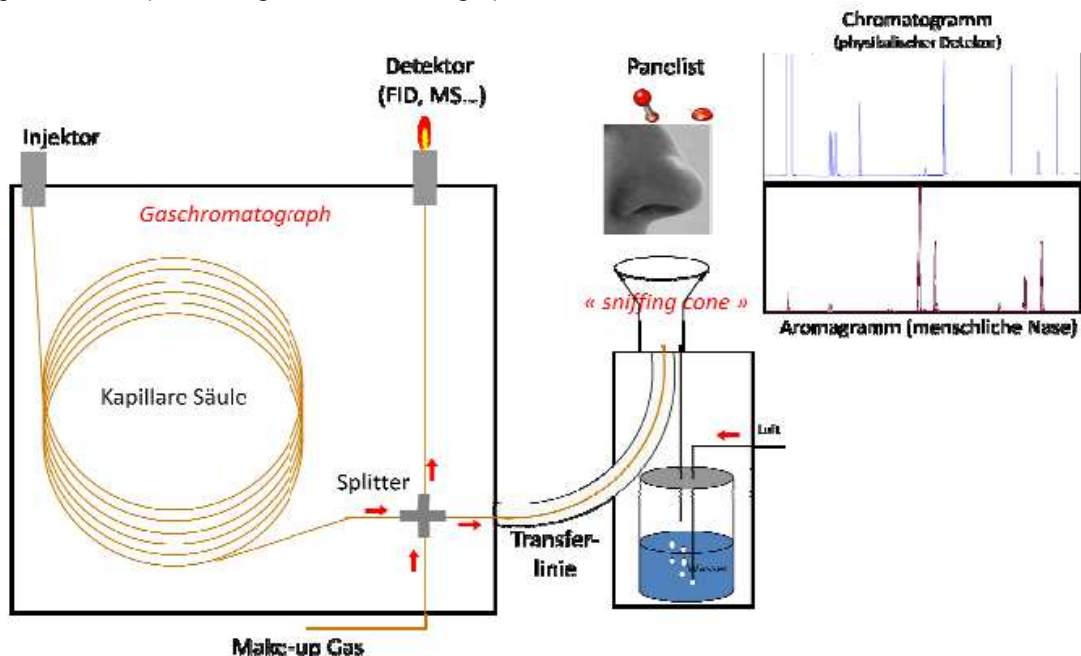 Chromatogramm
(physikalischer Detektor)
Detektor
(FID, MS...)
Panelist
Injektor
Gaschromatograph
« sniffing cone »
Aromagramm (menschliche Nase)
Kapillare Säule
Luft
Splitter
Transfer-
linie
Wasser
Make-up Gas